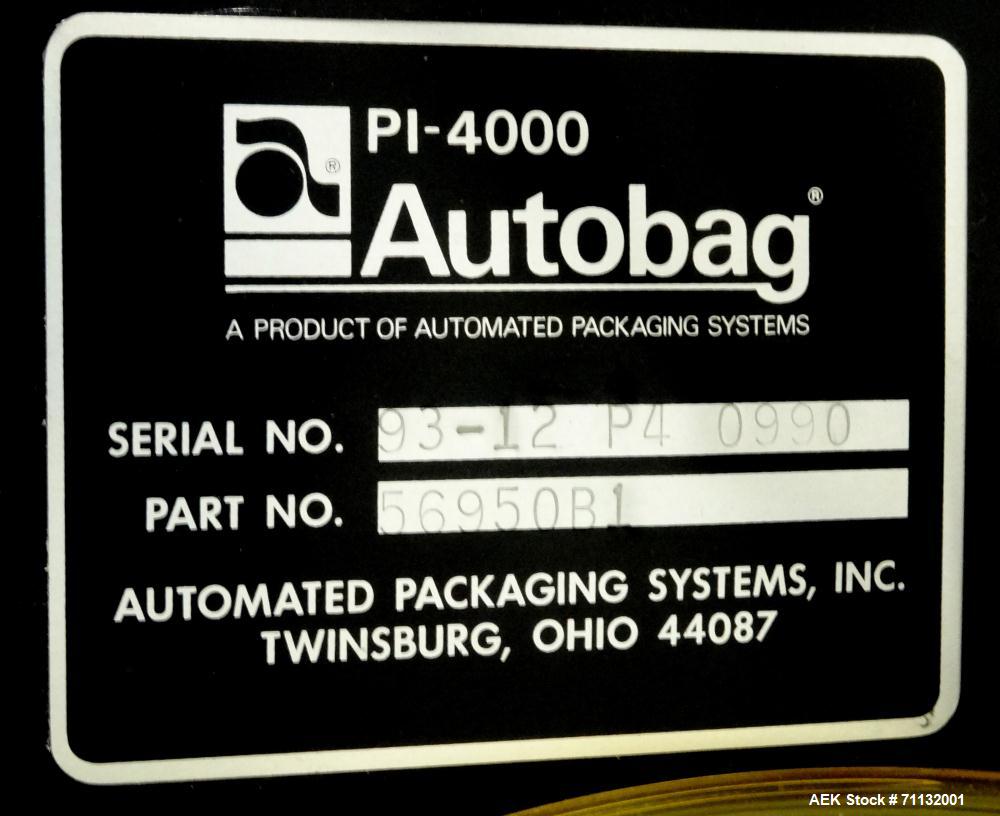 PI-4000
a®
Autobag®
A PRODUCT OF AUTOMATED PACKAGING SYSTEMS
SERIAL NO. 93-12 P4 0990
PART NO. 56950B1
AUTOMATED PACKAGING SYSTEMS, INC.
TWINSBURG, OHIO 44087
AEK Stock # 71132001